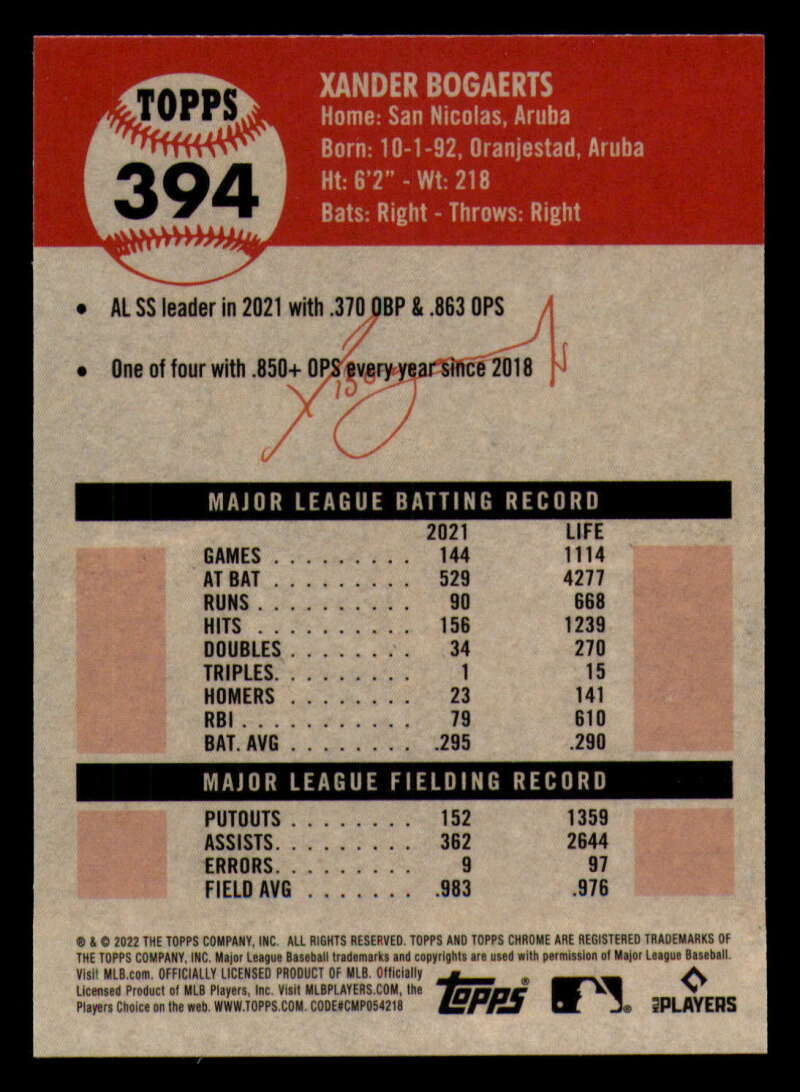 TOPPS
394
XANDER BOGAERTS
Home: San Nicolas, Aruba
Born: 10-1-92, Oranjestad, Aruba
Ht: 6'2" - Wt: 218
Bats: Right - Throws: Right
• AL SS leader in 2021 with .370 OBP & .863 OPS
• One of four with .850+ OPS every year since 2018
MAJOR LEAGUE BATTING RECORD
2021 LIFE
GAMES . . . . . . . . . 144 1114
AT BAT . . . . . . . . . 529 4277
RUNS . . . . . . . . . . 90 668
HITS . . . . . . . . . . 156 1239
DOUBLES . . . . . . . . 34 270
TRIPLES. . . . . . . . . 1 15
HOMERS . . . . . . . . 23 141
RBI . . . . . . . . . . . 79 610
BAT. AVG . . . . . . . . .295 .290
MAJOR LEAGUE FIELDING RECORD
PUTOUTS . . . . . . . . 152 1359
ASSISTS. . . . . . . . . 362 2644
ERRORS. . . . . . . . . 9 97
FIELD AVG . . . . . . . .983 .976
® & © 2022 THE TOPPS COMPANY, INC. ALL RIGHTS RESERVED. TOPPS AND TOPPS CHROME ARE REGISTERED TRADEMARKS OF
THE TOPPS COMPANY, INC. Major League Baseball trademarks and copyrights are used with permission of Major League Baseball.
Visit MLB.com. OFFICIALLY LICENSED PRODUCT OF MLB. Officially
Licensed Product of MLB Players, Inc. Visit MLBPLAYERS.COM, the
Players Choice on the web. WWW.TOPPS.COM. CODE#CMP054218
Topps®
®
MLB PLAYERS